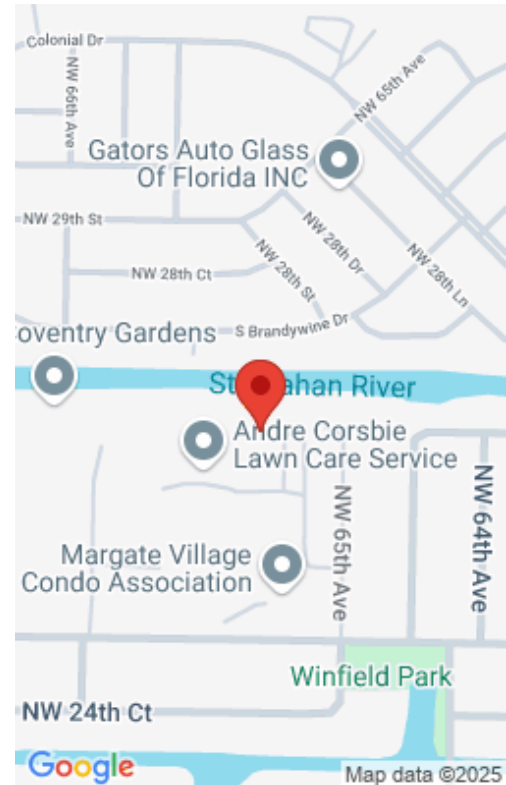 Colonial Dr
NW 66th Ave
NW 65th Ave
Gators Auto Glass
Of Florida INC
NW 29th St
NW 28th Dr
NW 28th Ln
NW 28th Ct
NW 28th St
S Brandywine Dr
oventry Gardens
St ahan River
Andre Corsbie
Lawn Care Service
NW 65th Ave
NW 64th Ave
Margate Village
Condo Association
Winfield Park
NW 24th Ct
Google
Map data ©2025